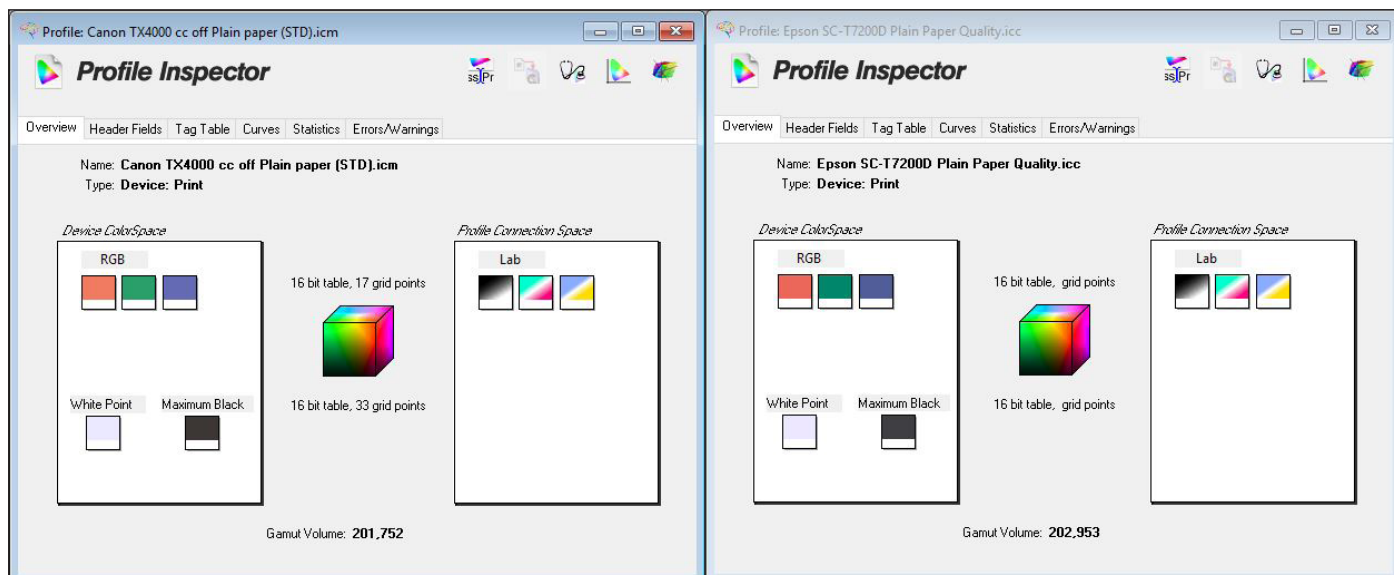 Profile: Canon TX4000 cc off Plain paper (STD).icm
Profile Inspector
ss Pr
Overview Header Fields Tag Table Curves Statistics Errors/Warnings
Name: Canon TX4000 cc off Plain paper (STD).icm
Type: Device: Print
Device ColorSpace
Profile Connection Space
RGB
Lab
16 bit table, 17 grid points
White Point
Maximum Black
16 bit table, 33 grid points
Gamut Volume: 201,752
Profile: Epson SC-T7200D Plain Paper Quality.icc
Profile Inspector
ss Pr
Overview Header Fields Tag Table Curves Statistics Errors/Warnings
Name: Epson SC-T7200D Plain Paper Quality.icc
Type: Device: Print
Device ColorSpace
Profile Connection Space
RGB
Lab
16 bit table, grid points
White Point
Maximum Black
16 bit table, grid points
Gamut Volume: 202,953